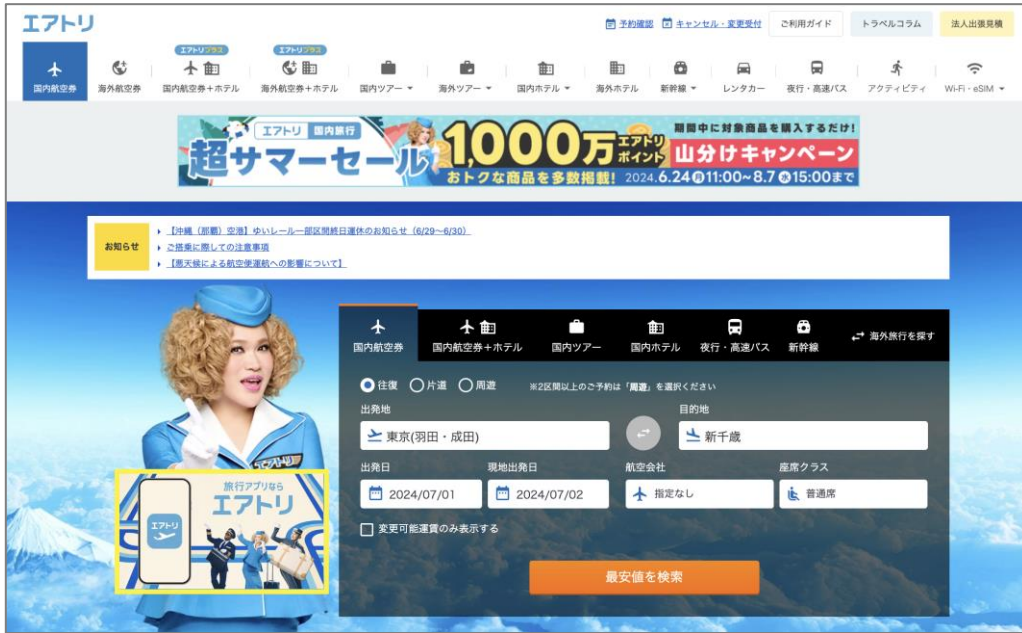 エアトリ
予約確認 キャンセル・変更受付 ご利用ガイド トラベルコラム 法人出張見積
エアトリプラス エアトリプラス
国内航空券 海外航空券 国内航空券+ホテル 海外航空券+ホテル 国内ツアー 海外ツアー 国内ホテル 海外ホテル 新幹線 レンタカー 夜行・高速バス アクティビティ Wi-Fi・eSIM
エアトリ 国内旅行
超サマーセール
1,000万エアトリポイント
期間中に対象商品を購入するだけ!
山分けキャンペーン
おトクな商品を多数掲載! 2024.6.24月11:00~8.7水15:00まで
お知らせ
【沖縄(那覇)空港】ゆいレール一部区間終日運休のお知らせ(6/29~6/30)
ご搭乗に際しての注意事項
【悪天候による航空便運航への影響について】
国内航空券 国内航空券+ホテル 国内ツアー 国内ホテル 夜行・高速バス 新幹線 海外旅行を探す
往復 片道 周遊 ※2区間以上のご予約は「周遊」を選択ください
出発地 目的地
東京(羽田・成田) 新千歳
出発日 現地出発日 航空会社 座席クラス
2024/07/01 2024/07/02 指定なし 普通席
変更可能運賃のみ表示する
最安値を検索
旅行アプリなら
エアトリ
エアトリ